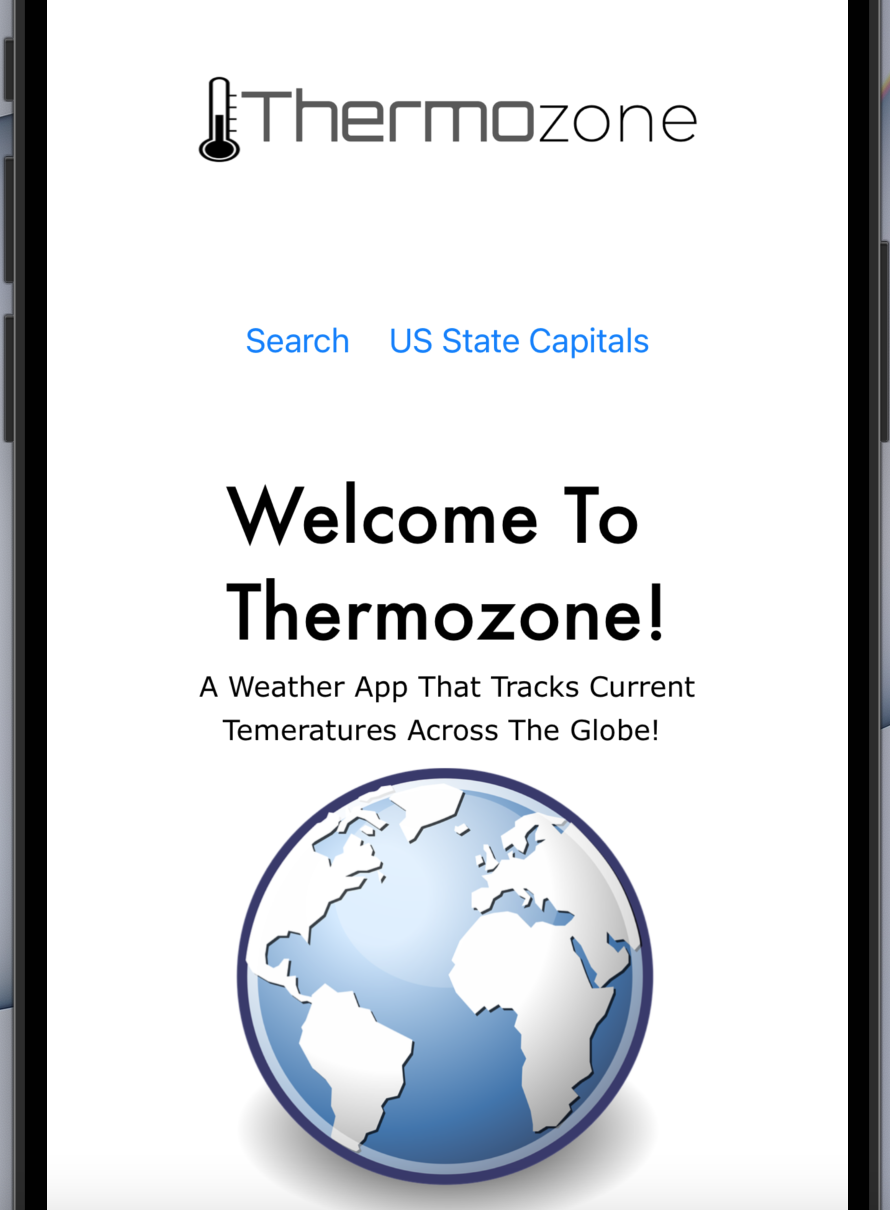 Thermozone
Search US State Capitals
Welcome To
Thermozone!
A Weather App That Tracks Current
Temeratures Across The Globe!